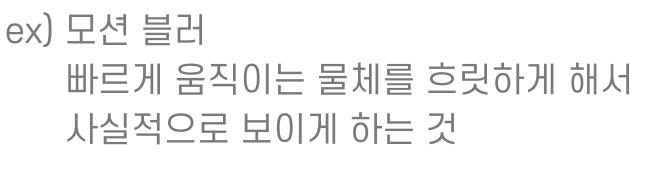 ex) 모션 블러
빠르게 움직이는 물체를 흐릿하게 해서
사실적으로 보이게 하는 것